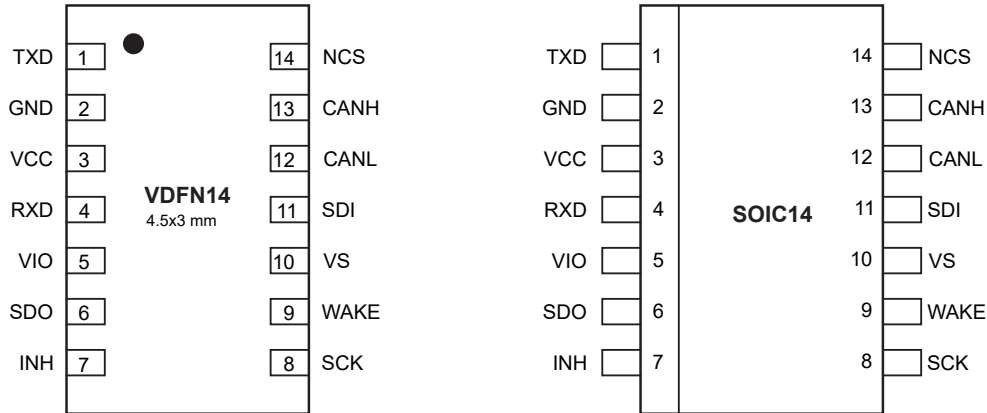 TXD 1 14 NCS
GND 2 13 CANH
VCC 3 12 CANL
RXD 4 11 SDI
VIO 5 10 VS
SDO 6 9 WAKE
INH 7 8 SCK
VDFN14
4.5x3 mm
TXD 1 14 NCS
GND 2 13 CANH
VCC 3 12 CANL
RXD 4 11 SDI
VIO 5 10 VS
SDO 6 9 WAKE
INH 7 8 SCK
SOIC14